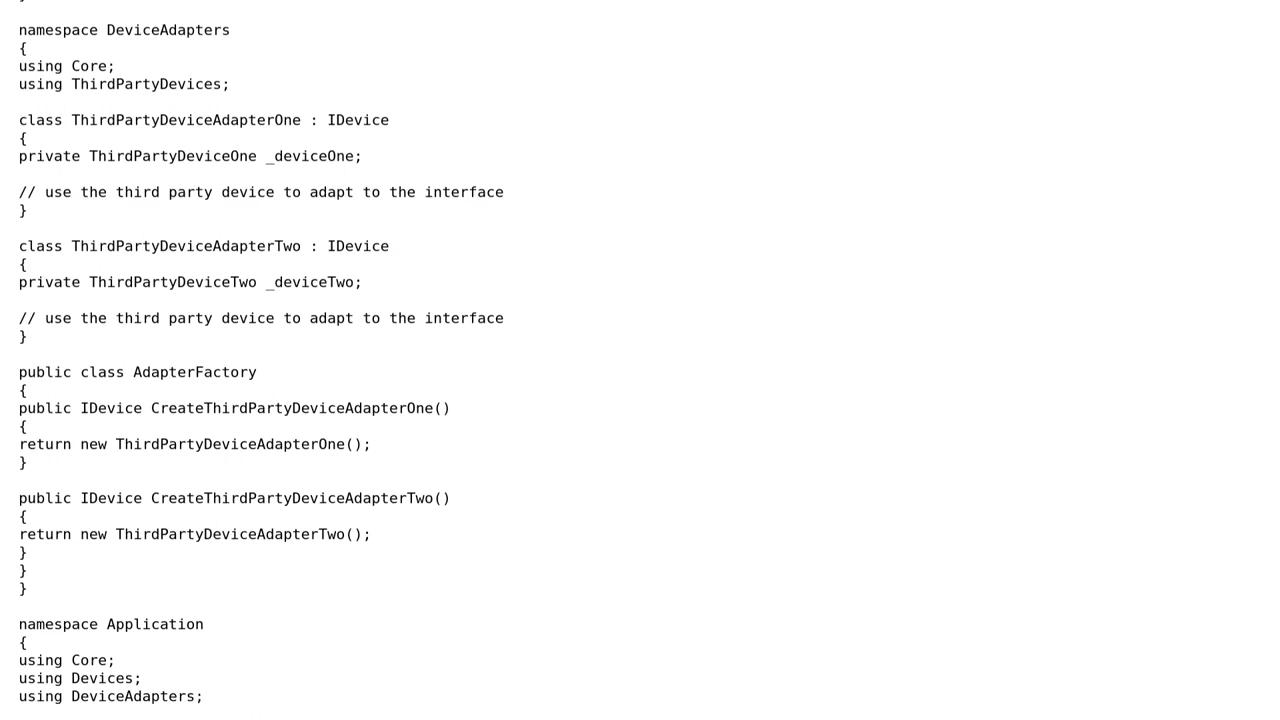 }
namespace DeviceAdapters
{
using Core;
using ThirdPartyDevices;
class ThirdPartyDeviceAdapterOne : IDevice
{
private ThirdPartyDeviceOne _deviceOne;
// use the third party device to adapt to the interface
}
class ThirdPartyDeviceAdapterTwo : IDevice
{
private ThirdPartyDeviceTwo _deviceTwo;
// use the third party device to adapt to the interface
}
public class AdapterFactory
{
public IDevice CreateThirdPartyDeviceAdapterOne()
{
return new ThirdPartyDeviceAdapterOne();
}
public IDevice CreateThirdPartyDeviceAdapterTwo()
{
return new ThirdPartyDeviceAdapterTwo();
}
}
}
namespace Application
{
using Core;
using Devices;
using DeviceAdapters;